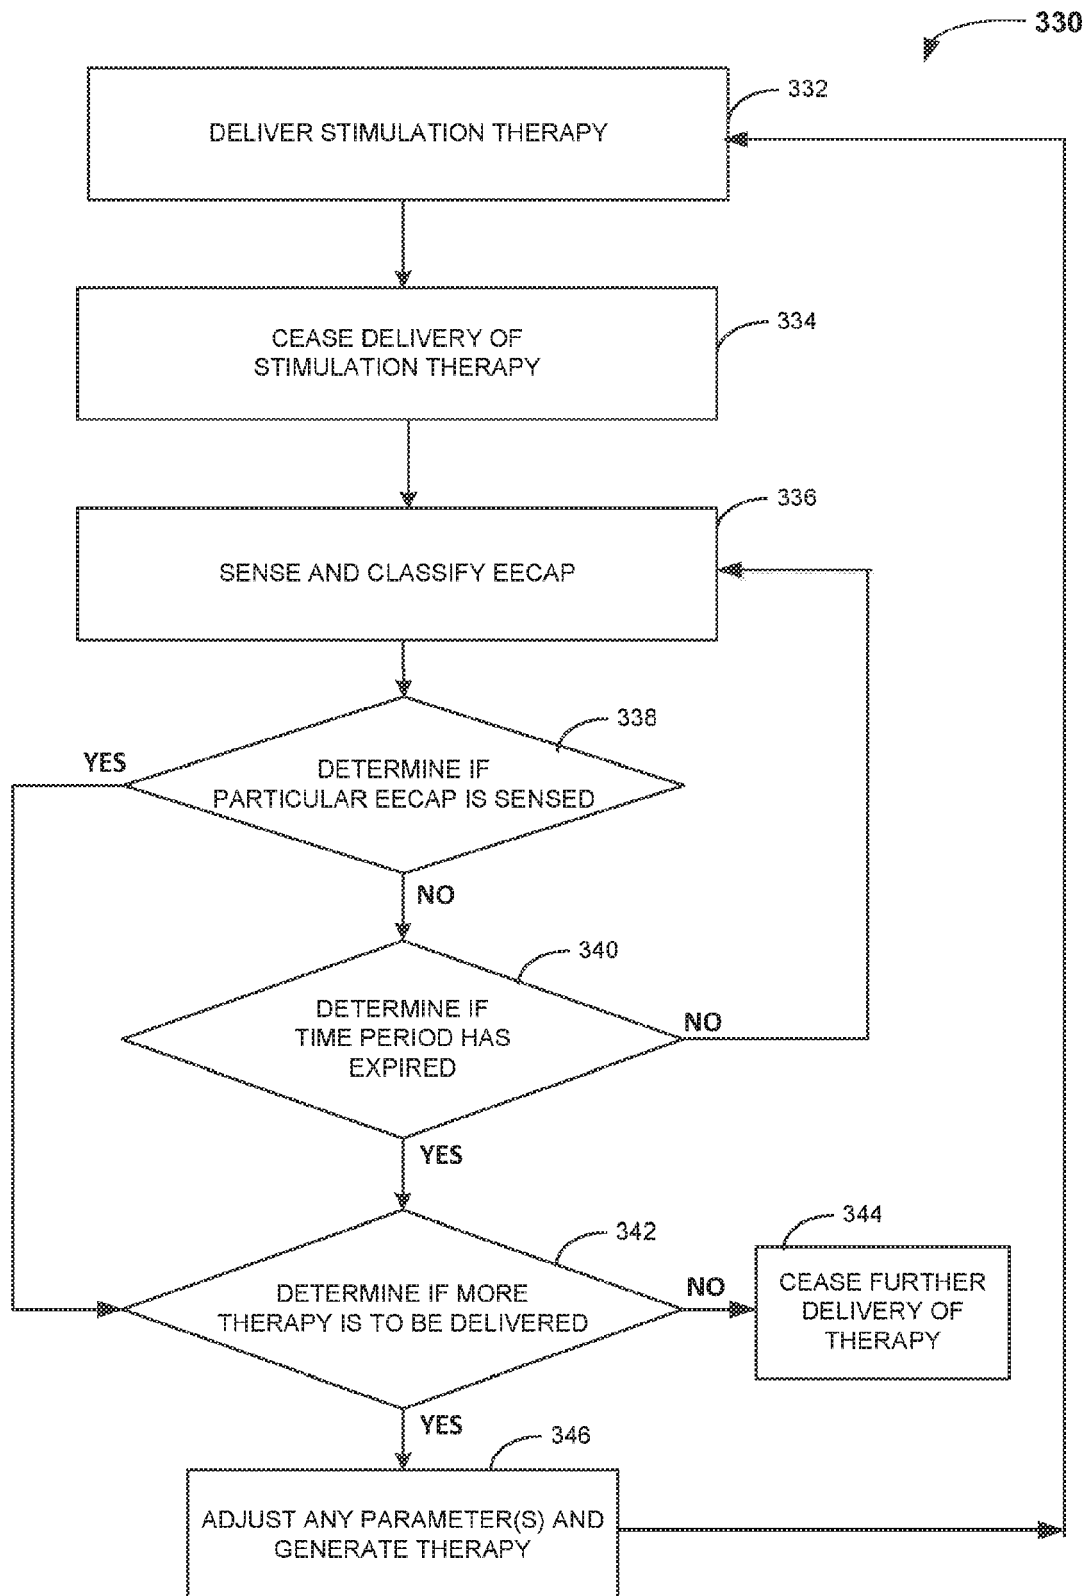 330
332
DELIVER STIMULATION THERAPY
334
CEASE DELIVERY OF
STIMULATION THERAPY
336
SENSE AND CLASSIFY EECAP
338
YES
DETERMINE IF
PARTICULAR EECAP IS SENSED
NO
340
DETERMINE IF
TIME PERIOD HAS
EXPIRED
NO
YES
342
344
DETERMINE IF MORE
THERAPY IS TO BE DELIVERED
NO
CEASE FURTHER
DELIVERY OF
THERAPY
YES
346
ADJUST ANY PARAMETER(S) AND
GENERATE THERAPY